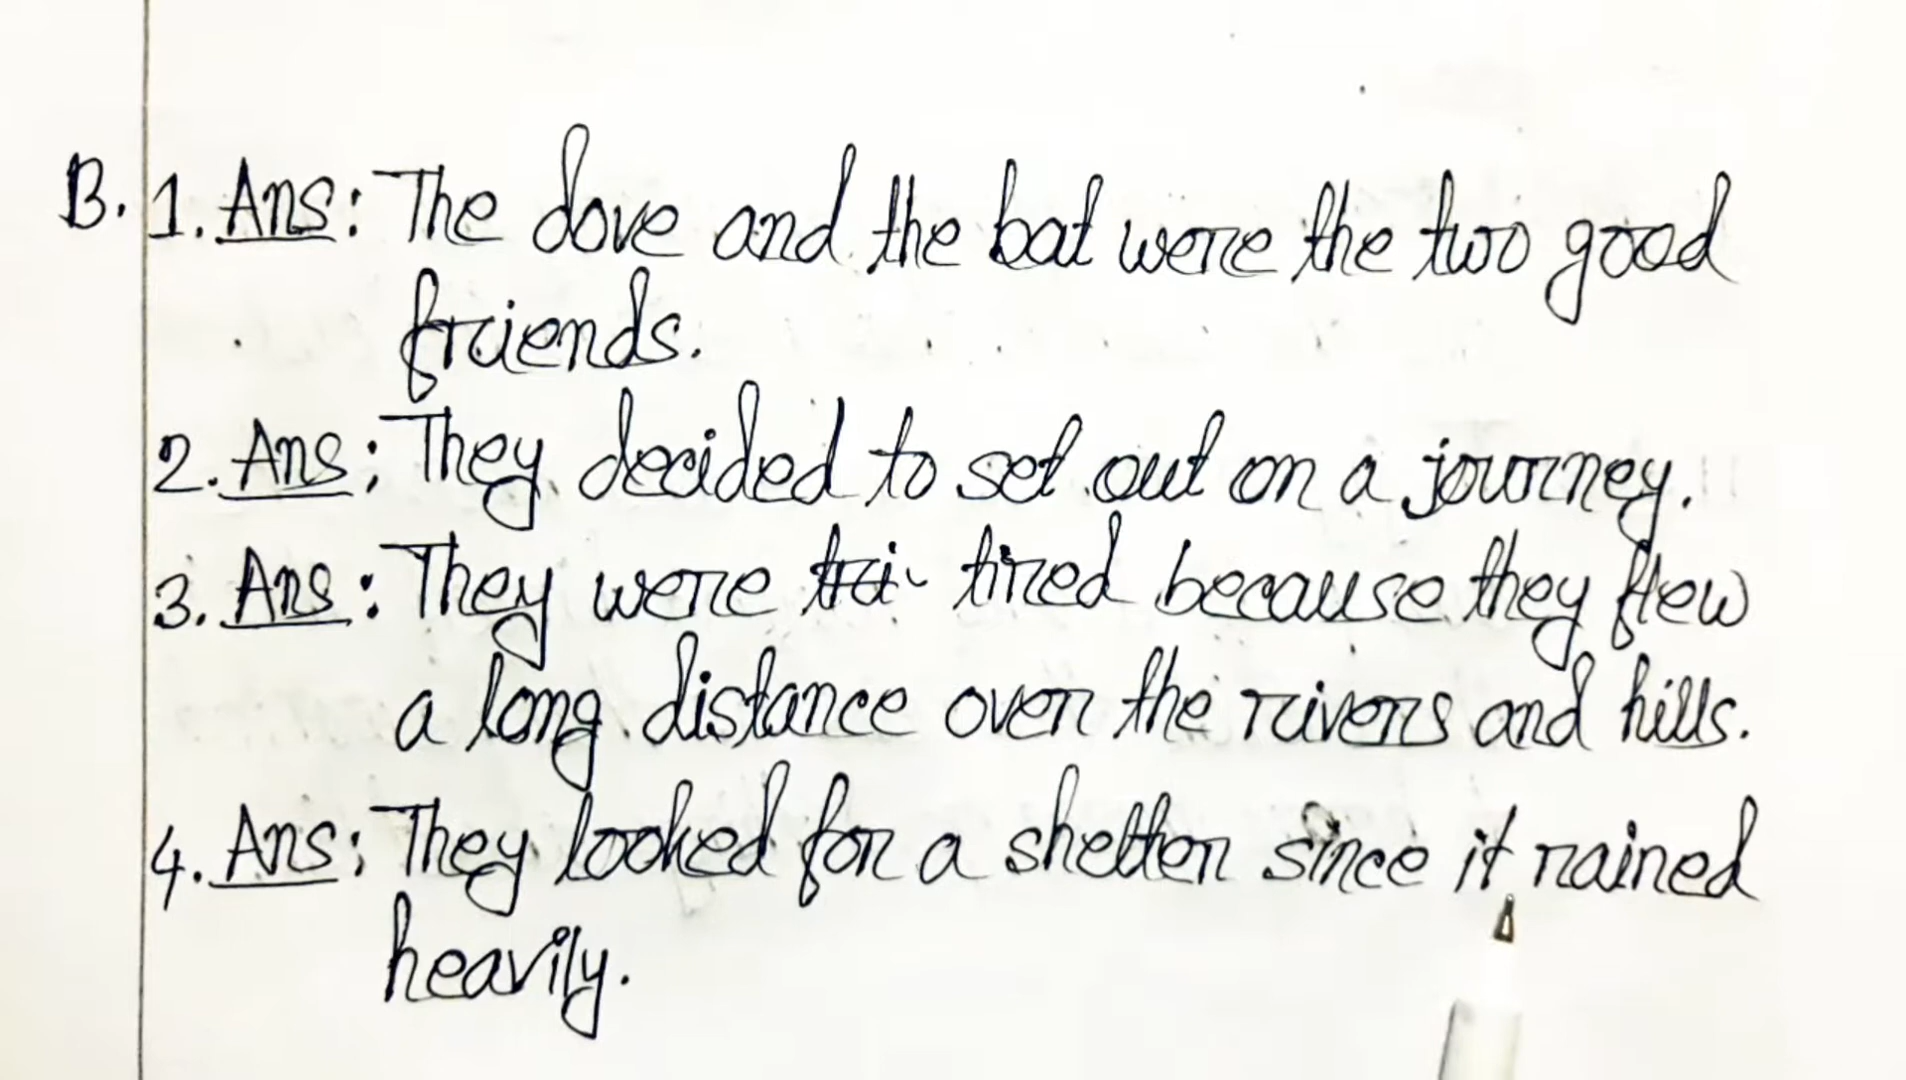 B. 1. Ans: The dove and the bat were the two good
friends.
2. Ans: They decided to set out on a journey.
3. Ans: They were tri tired because they flew
a long distance over the rivers and hills.
4. Ans: They looked for a shelter since it rained
heavily.